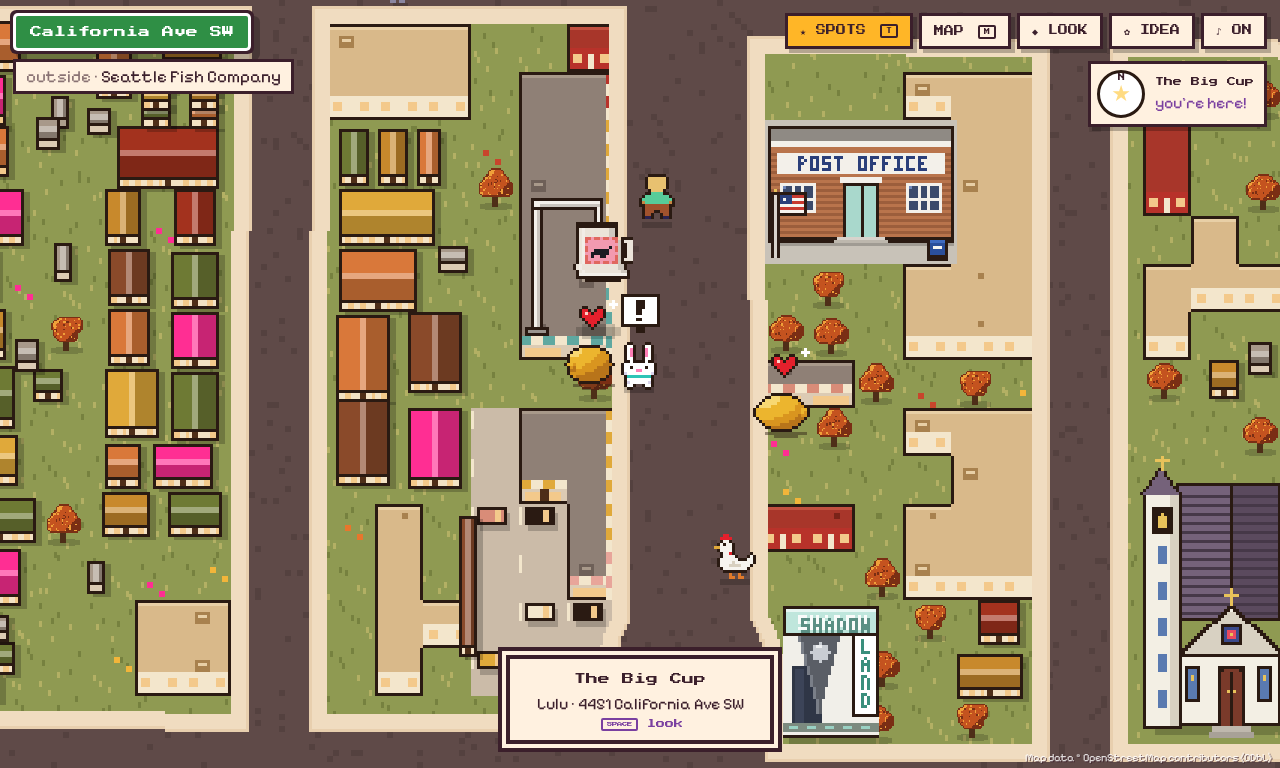 California Ave SW
outside · Seattle Fish Company
★ SPOTS T
MAP M
◆ LOOK
✿ IDEA
♪ ON
N
The Big Cup
you're here!
POST OFFICE
!
SHADOW
LAND
The Big Cup
Lulu · 4451 California Ave SW
SPACE look
Map data © OpenStreetMap contributors (ODbL)